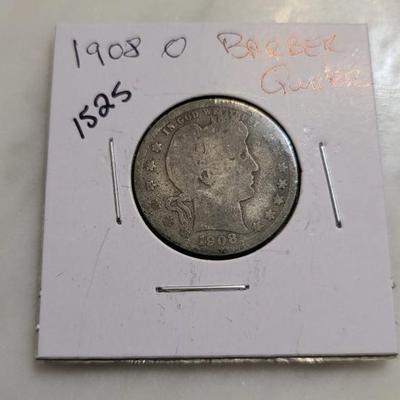 1908 O BARBER
QUARTER
1525
IN GOD WE TRUST
1908